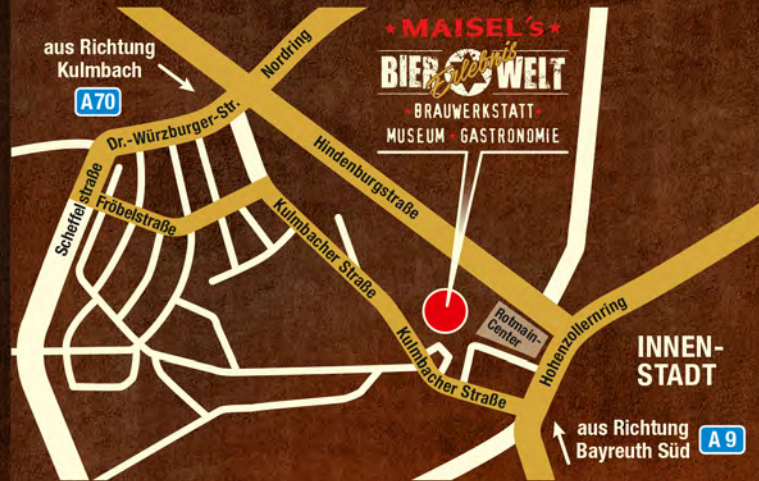 aus Richtung
Kulmbach
A70
Nordring
Dr.-Würzburger-Str.
MAISEL's
BIER Erlebnis WELT
BRAUWERKSTATT
MUSEUM GASTRONOMIE
Hindenburgstraße
Scheffelstraße
Fröbelstraße
Kulmbacher Straße
Rotmain-
Center
Hohenzollernring
Kulmbacher Straße
INNEN-
STADT
aus Richtung
Bayreuth Süd
A 9